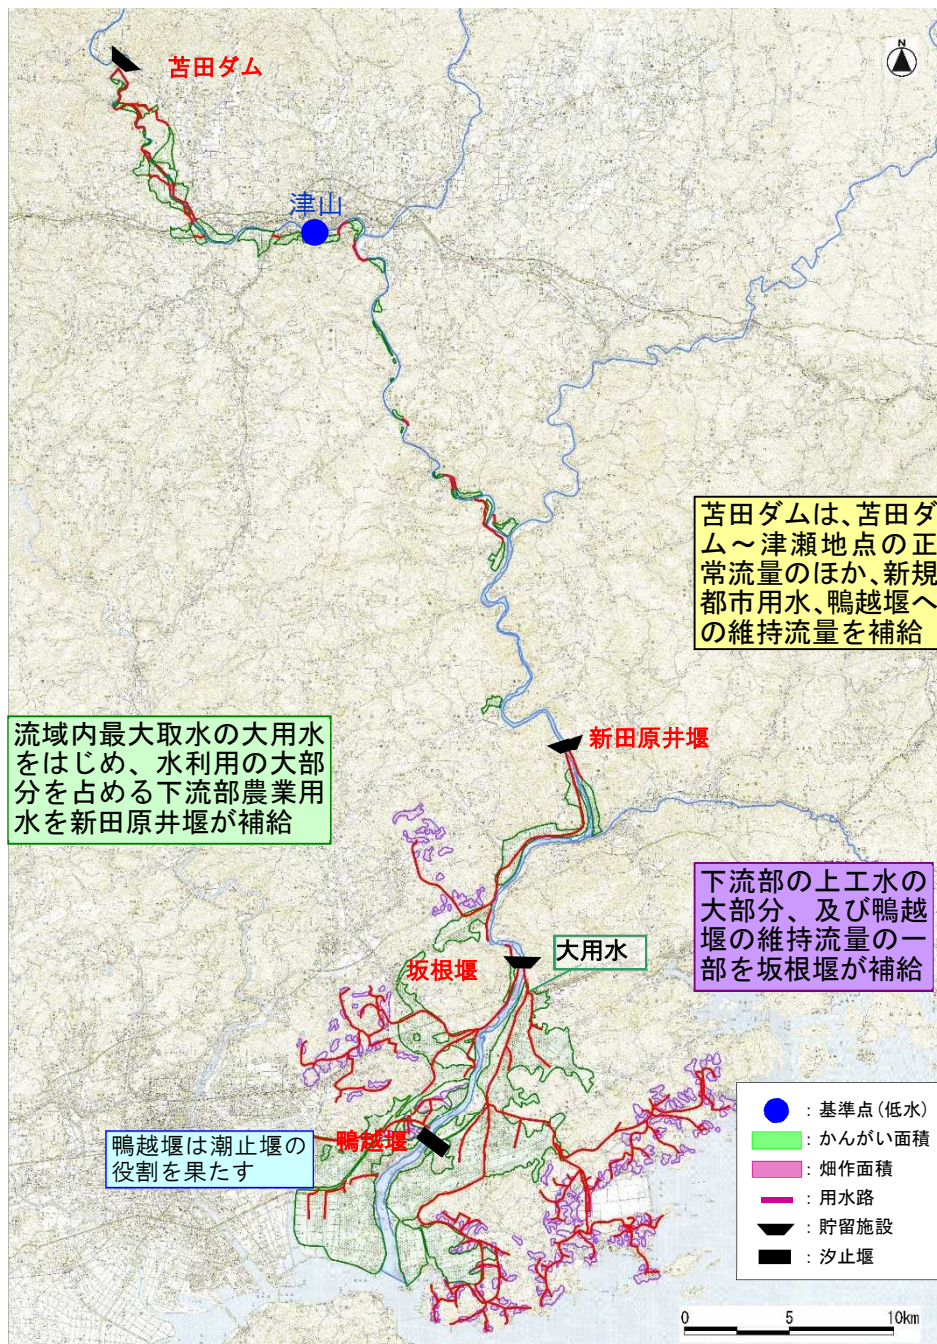 N
苫田ダム
津山
苫田ダムは、苫田ダ
ム～津瀬地点の正
常流量のほか、新規
都市用水、鴨越堰へ
の維持流量を補給
流域内最大取水の大用水
をはじめ、水利用の大部
分を占める下流部農業用
水を新田原井堰が補給
新田原井堰
下流部の上工水の
大部分、及び鴨越
堰の維持流量の一
部を坂根堰が補給
大用水
坂根堰
鴨越堰
鴨越堰は潮止堰の
役割を果たす
：基準点(低水)
：かんがい面積
：畑作面積
：用水路
：貯留施設
：汐止堰
0 5 10km